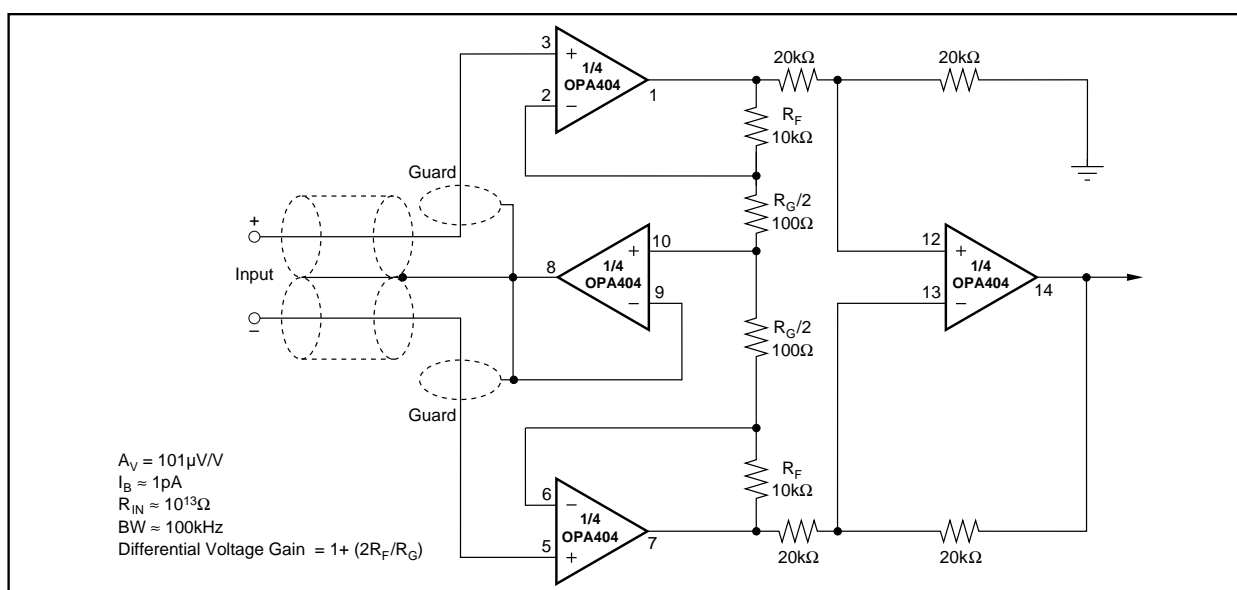 3
+
1/4
OPA404
2
−
1
20kΩ
20kΩ
R_F
10kΩ
Guard
R_G/2
100Ω
+
Input
−
8
10
+
1/4
OPA404
9
−
12
+
1/4
OPA404
13
−
14
R_G/2
100Ω
Guard
A_V = 101µV/V
I_B ≈ 1pA
R_IN ≈ 10¹³Ω
BW ≈ 100kHz
Differential Voltage Gain = 1+ (2R_F/R_G)
6
−
1/4
OPA404
5
+
7
R_F
10kΩ
20kΩ
20kΩ